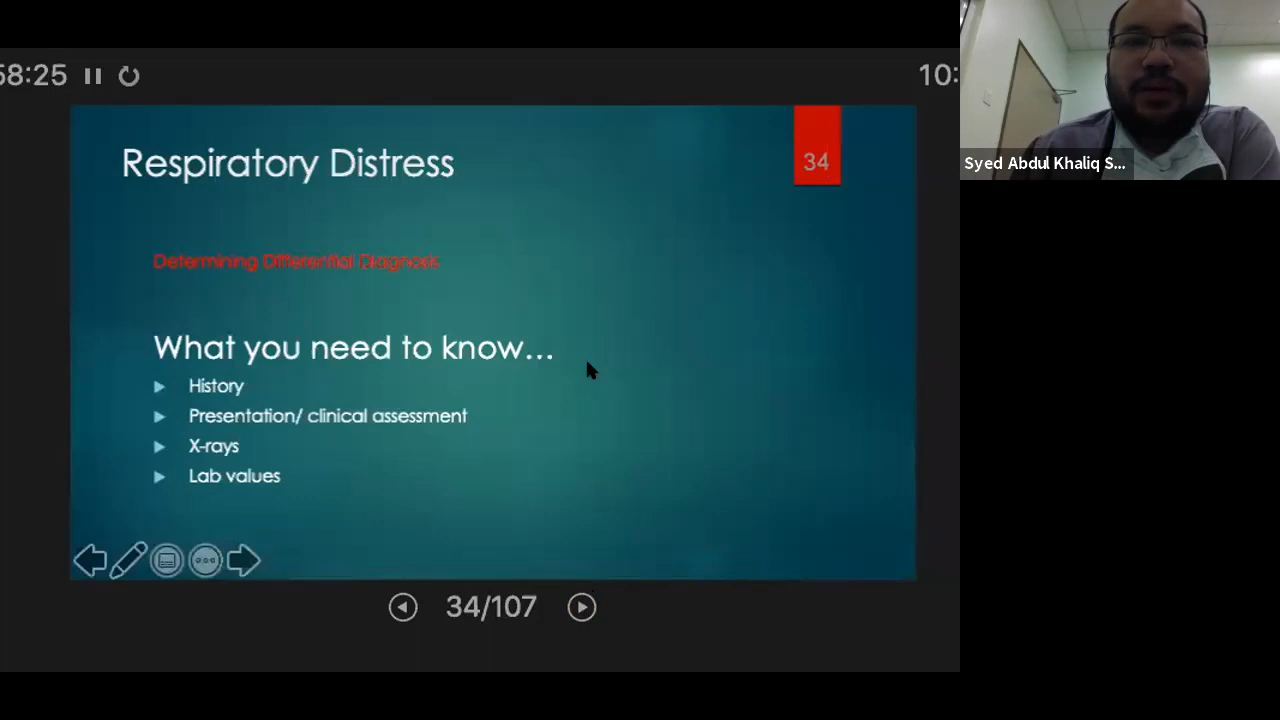 58:25
10:
Respiratory Distress
34
Determining Differential Diagnosis
What you need to know...
History
Presentation/ clinical assessment
X-rays
Lab values
34/107
Syed Abdul Khaliq S...